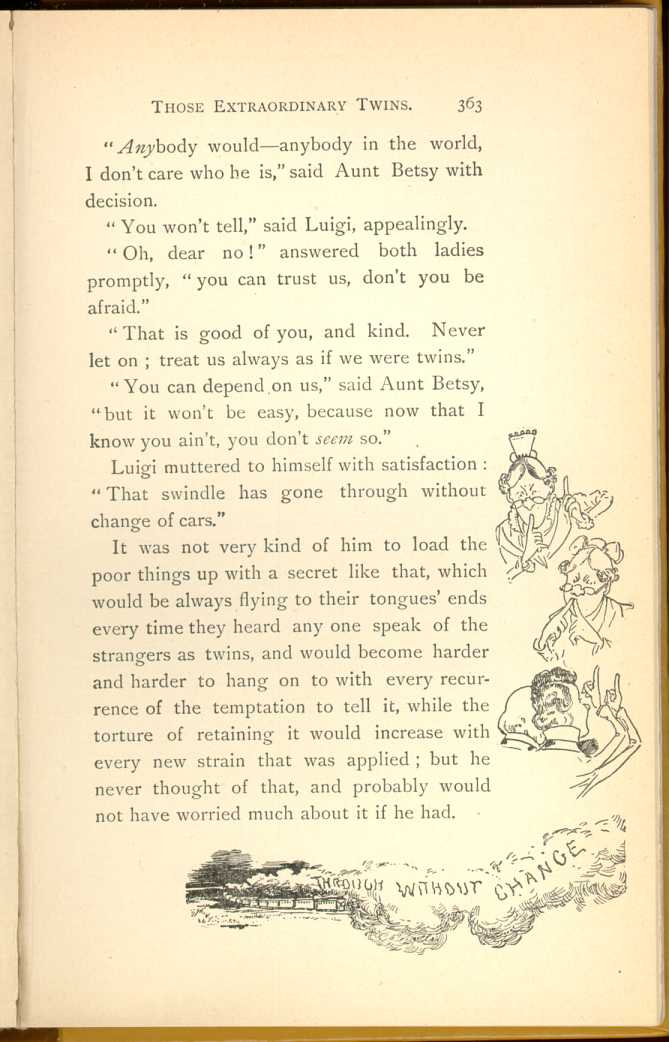 THOSE EXTRAORDINARY TWINS. 363
"Anybody would—anybody in the world,
I don't care who he is," said Aunt Betsy with
decision.
"You won't tell," said Luigi, appealingly.
"Oh, dear no!" answered both ladies
promptly, "you can trust us, don't you be
afraid."
"That is good of you, and kind. Never
let on; treat us always as if we were twins."
"You can depend on us," said Aunt Betsy,
"but it won't be easy, because now that I
know you ain't, you don't seem so."
Luigi muttered to himself with satisfaction:
"That swindle has gone through without
change of cars."
It was not very kind of him to load the
poor things up with a secret like that, which
would be always flying to their tongues' ends
every time they heard any one speak of the
strangers as twins, and would become harder
and harder to hang on to with every recur-
rence of the temptation to tell it, while the
torture of retaining it would increase with
every new strain that was applied; but he
never thought of that, and probably would
not have worried much about it if he had.
THROUGH WITHOUT CHANGE